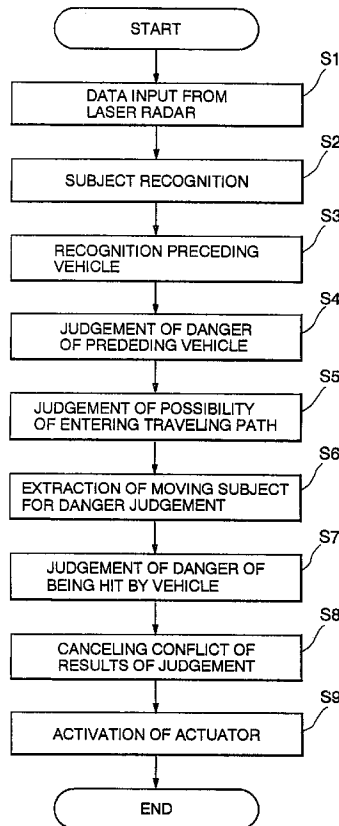 START
S1
DATA INPUT FROM
LASER RADAR
S2
SUBJECT RECOGNITION
S3
RECOGNITION PRECEDING
VEHICLE
S4
JUDGEMENT OF DANGER
OF PREDEDING VEHICLE
S5
JUDGEMENT OF POSSIBILITY
OF ENTERING TRAVELING PATH
S6
EXTRACTION OF MOVING SUBJECT
FOR DANGER JUDGEMENT
S7
JUDGEMENT OF DANGER OF
BEING HIT BY VEHICLE
S8
CANCELING CONFLICT OF
RESULTS OF JUDGEMENT
S9
ACTIVATION OF ACTUATOR
END